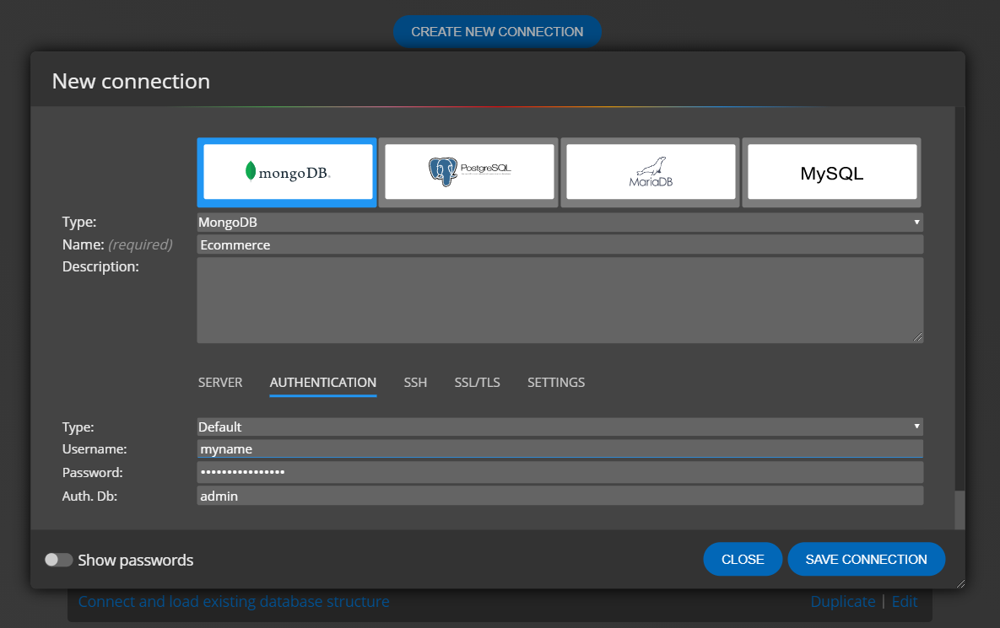 CREATE NEW CONNECTION
New connection
mongoDB. PostgreSQL MariaDB MySQL
Type: MongoDB
Name: (required) Ecommerce
Description:
SERVER AUTHENTICATION SSH SSL/TLS SETTINGS
Type: Default
Username: myname
Password: ••••••••••••••••
Auth. Db: admin
Show passwords CLOSE SAVE CONNECTION
Connect and load existing database structure Duplicate | Edit